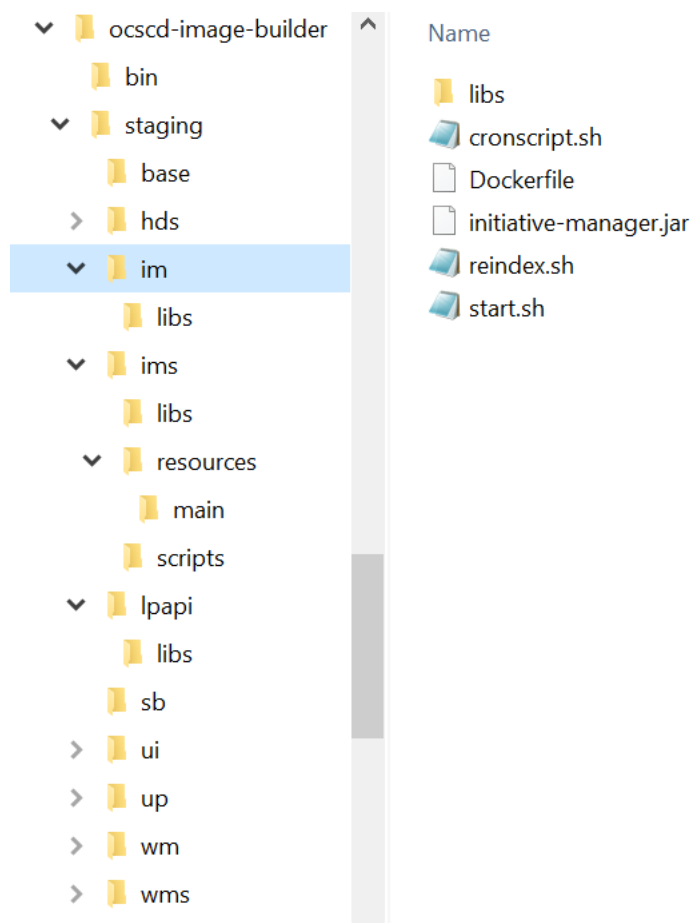 ocscd-image-builder
bin
staging
base
hds
im
libs
ims
libs
resources
main
scripts
lpapi
libs
sb
ui
up
wm
wms
Name
libs
cronscript.sh
Dockerfile
initiative-manager.jar
reindex.sh
start.sh